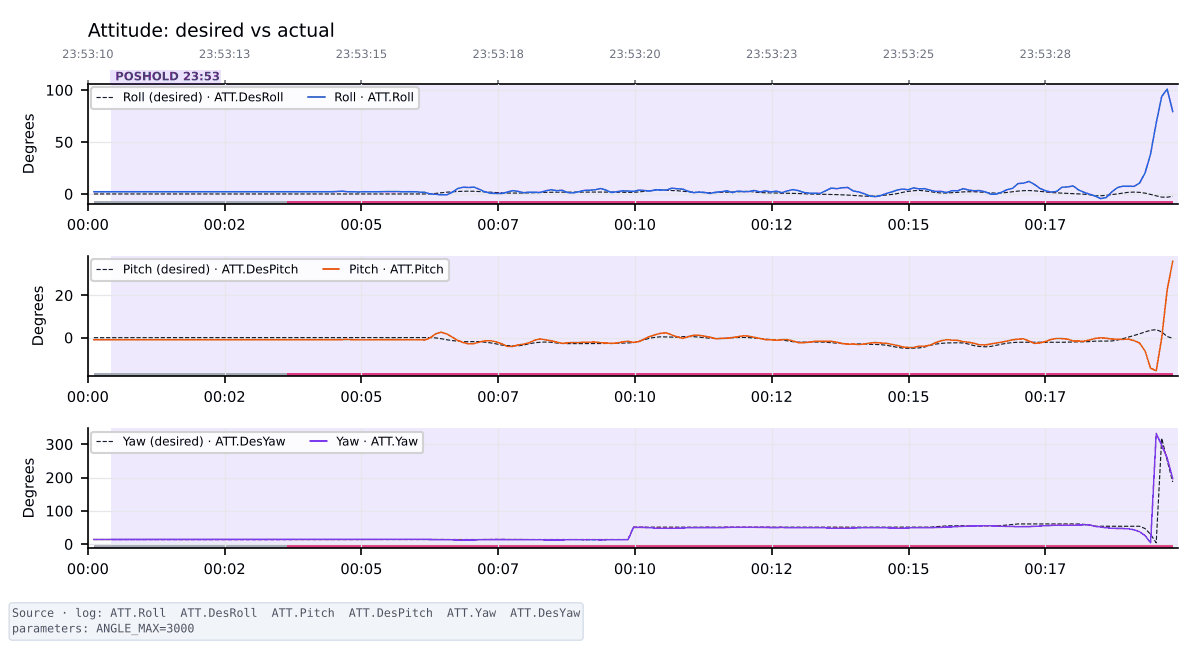 Attitude: desired vs actual
23:53:10 23:53:13 23:53:15 23:53:18 23:53:20 23:53:23 23:53:25 23:53:28
POSHOLD 23:53
Roll (desired) · ATT.DesRoll Roll · ATT.Roll
100
50
0
Degrees
00:00 00:02 00:05 00:07 00:10 00:12 00:15 00:17
Pitch (desired) · ATT.DesPitch Pitch · ATT.Pitch
20
0
Degrees
00:00 00:02 00:05 00:07 00:10 00:12 00:15 00:17
Yaw (desired) · ATT.DesYaw Yaw · ATT.Yaw
300
200
100
0
Degrees
00:00 00:02 00:05 00:07 00:10 00:12 00:15 00:17
Source · log: ATT.Roll ATT.DesRoll ATT.Pitch ATT.DesPitch ATT.Yaw ATT.DesYaw
parameters: ANGLE_MAX=3000